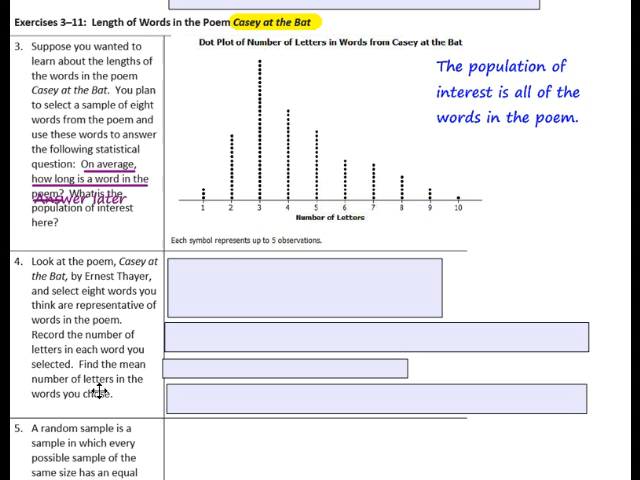 Exercises 3–11: Length of Words in the Poem Casey at the Bat
3. Suppose you wanted to
learn about the lengths of
the words in the poem
Casey at the Bat. You plan
to select a sample of eight
words from the poem and
use these words to answer
the following statistical
question: On average,
how long is a word in the
poem? What is the
population of interest
here?
Answer later
Dot Plot of Number of Letters in Words from Casey at the Bat
1 2 3 4 5 6 7 8 9 10
Number of Letters
Each symbol represents up to 5 observations.
The population of
interest is all of the
words in the poem.
4. Look at the poem, Casey at
the Bat, by Ernest Thayer,
and select eight words you
think are representative of
words in the poem.
Record the number of
letters in each word you
selected. Find the mean
number of letters in the
words you chose.
5. A random sample is a
sample in which every
possible sample of the
same size has an equal